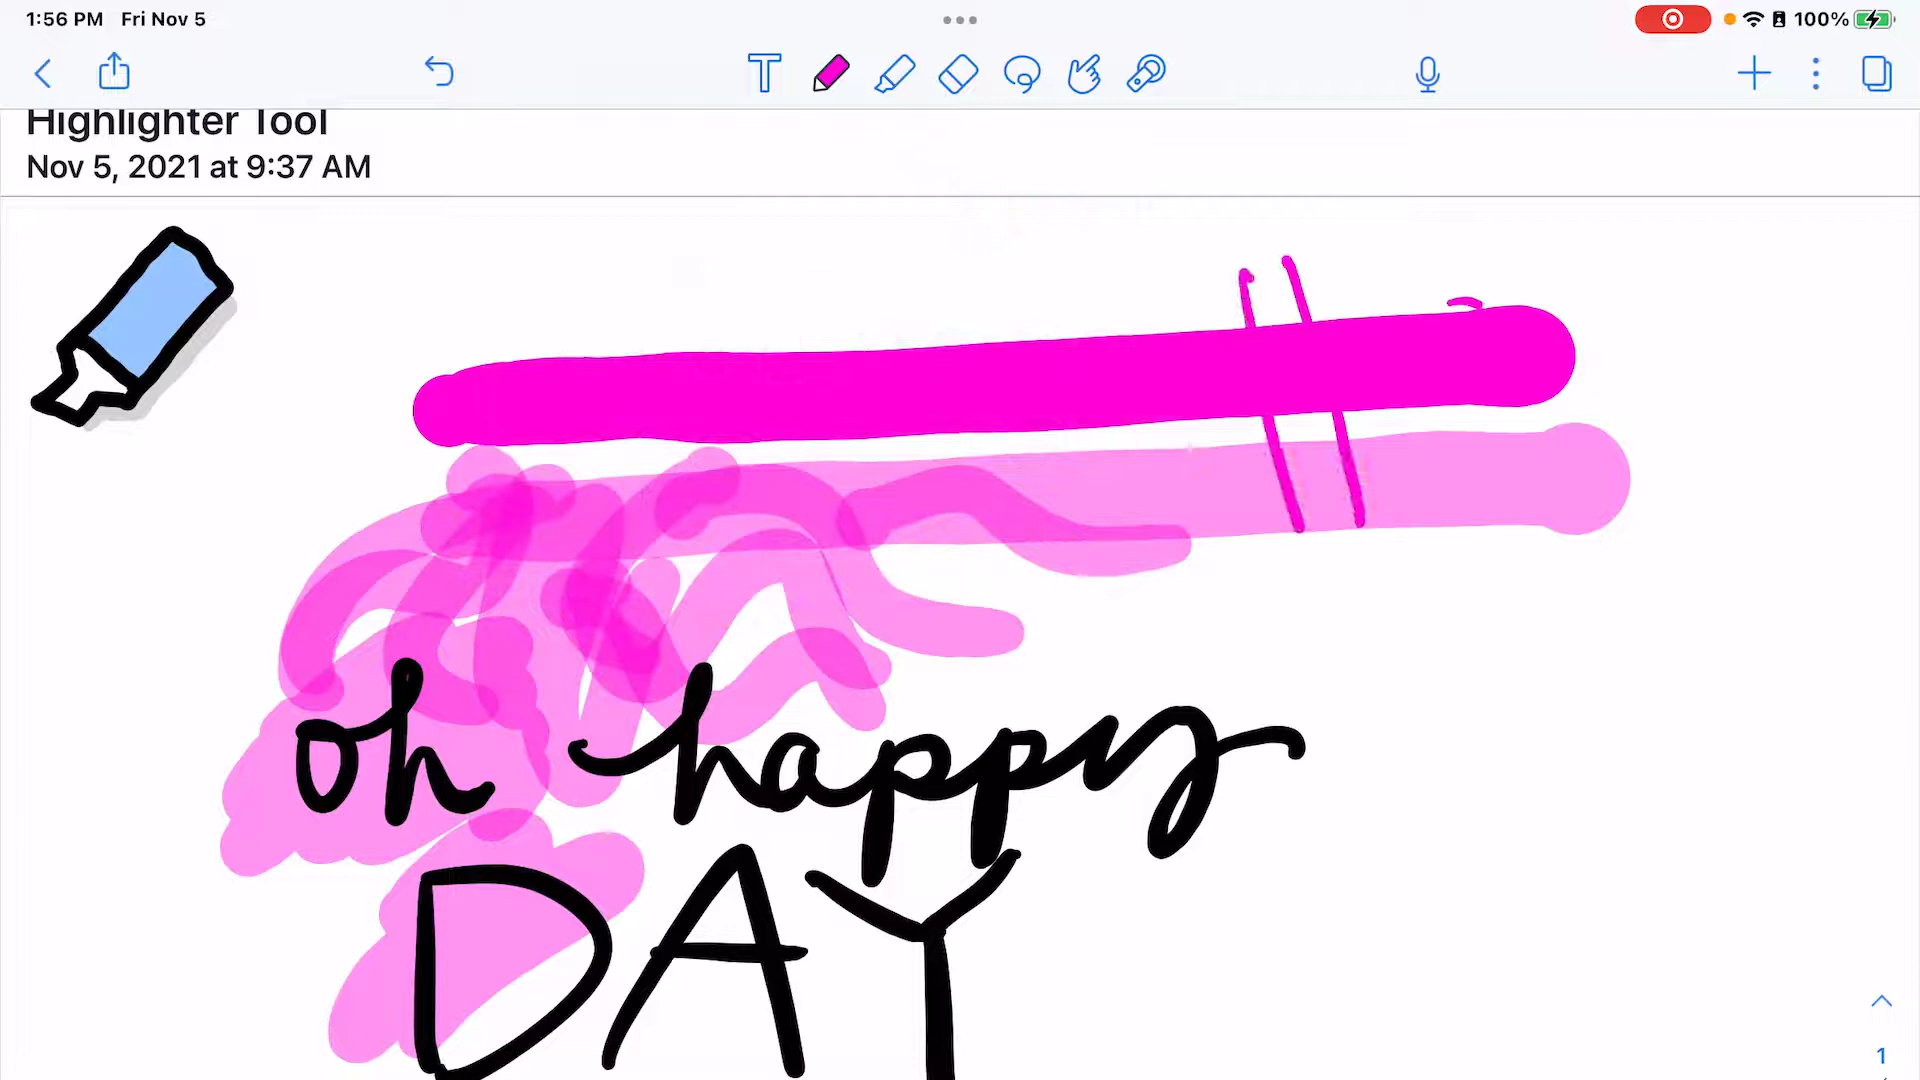 1:56 PM Fri Nov 5
100%
Highlighter Tool
Nov 5, 2021 at 9:37 AM
oh happy
DAY
1